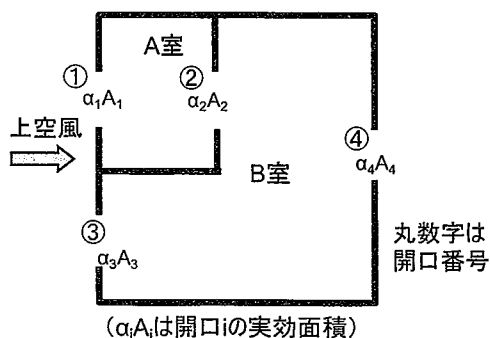 A室
①
α₁A₁
②
α₂A₂
上空風
④
α₄A₄
B室
③
α₃A₃
丸数字は
開口番号
(αᵢAᵢは開口iの実効面積)